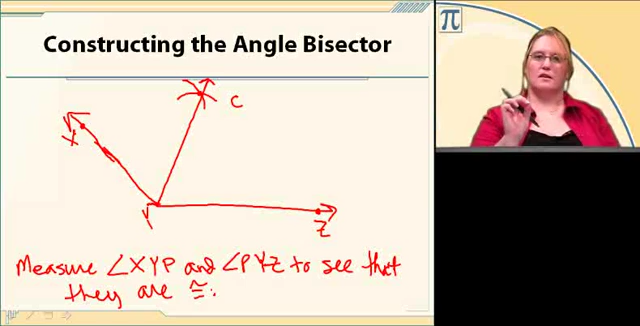 Constructing the Angle Bisector
π
C
X
Y
Z
Measure ∠XYP and ∠PYZ to see that
they are ≅.